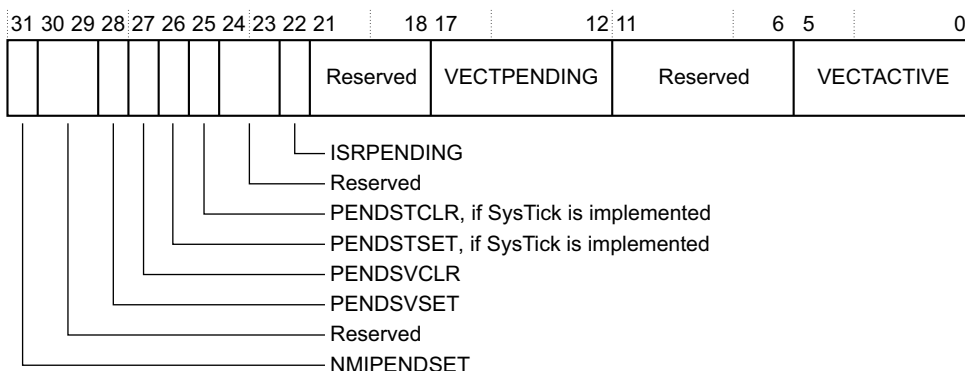 31 30 29 28 27 26 25 24 23 22 21 18 17 12 11 6 5 0
Reserved VECTPENDING Reserved VECTACTIVE
ISRPENDING
Reserved
PENDSTCLR, if SysTick is implemented
PENDSTSET, if SysTick is implemented
PENDSVCLR
PENDSVSET
Reserved
NMIPENDSET